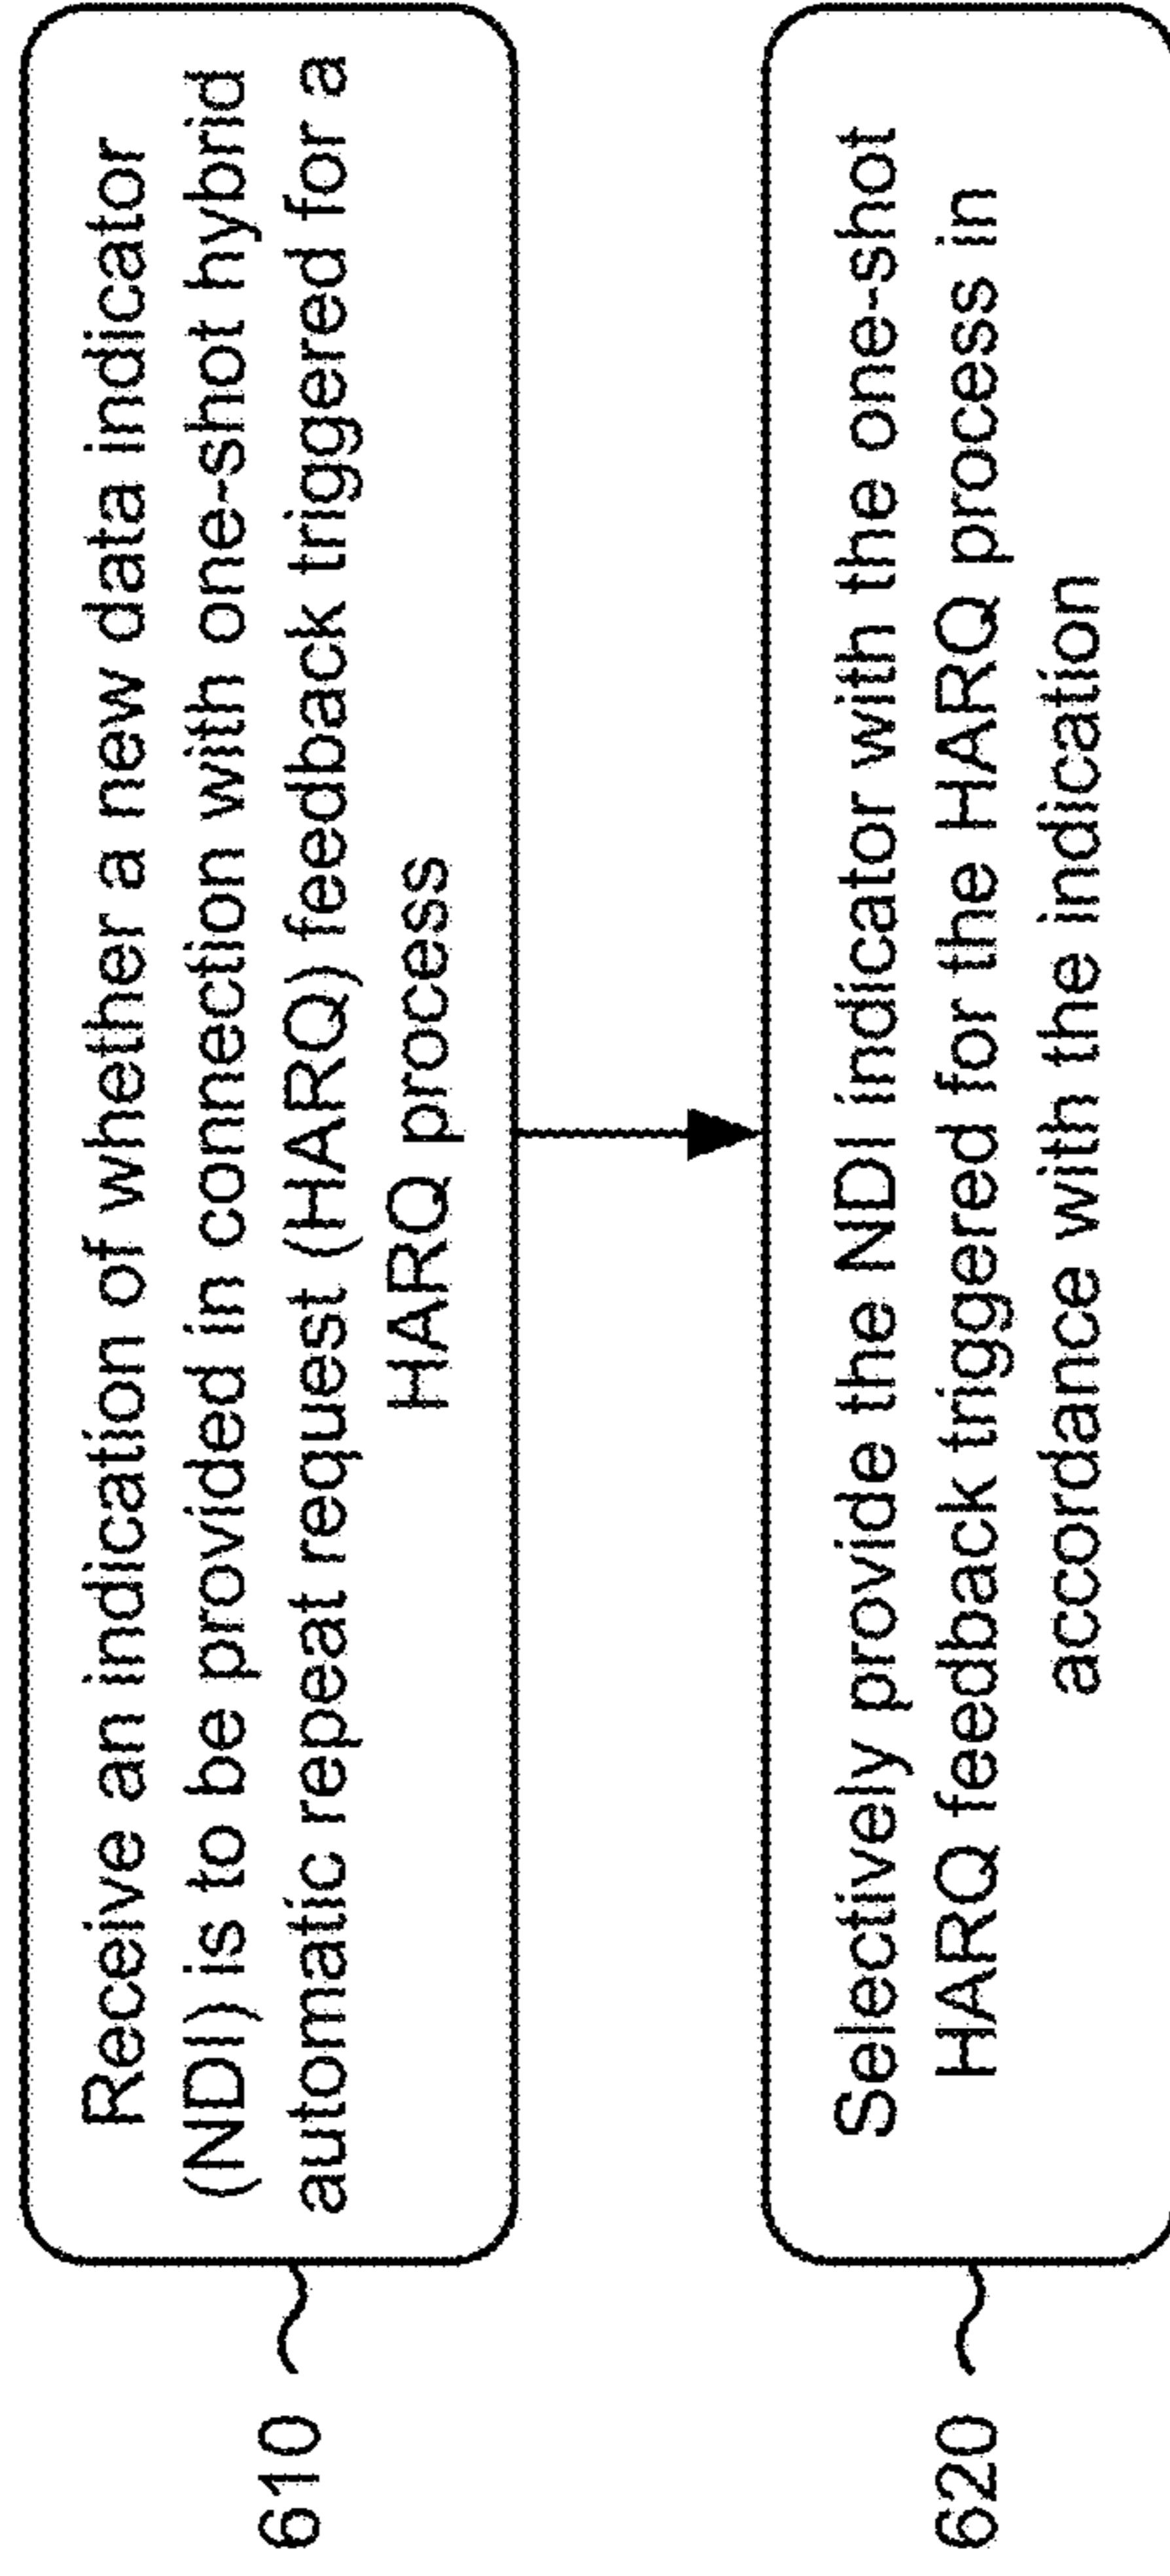 610
Receive an indication of whether a new data indicator
(NDI) is to be provided in connection with one-shot hybrid
automatic repeat request (HARQ) feedback triggered for a
HARQ process
620
Selectively provide the NDI indicator with the one-shot
HARQ feedback triggered for the HARQ process in
accordance with the indication